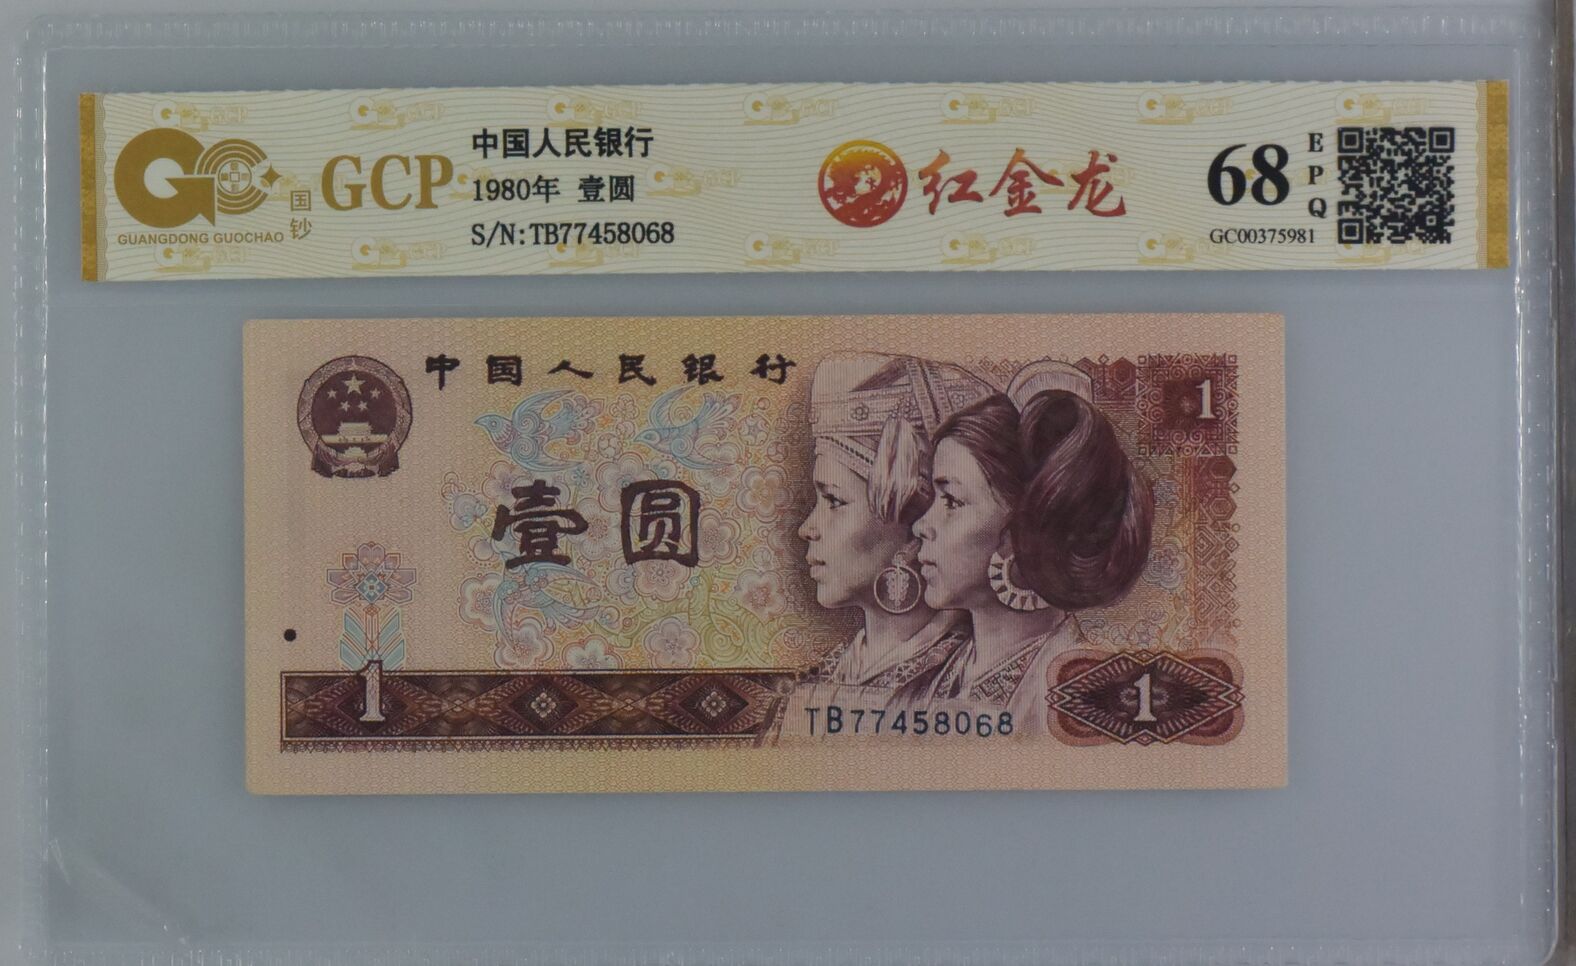 GCP
GUANGDONG GUOCHAO
国钞
中国人民银行
1980年 壹圆
S/N:TB77458068
红金龙
68
EPQ
GC00375981
中国人民银行
1
壹圆
1
TB77458068
1